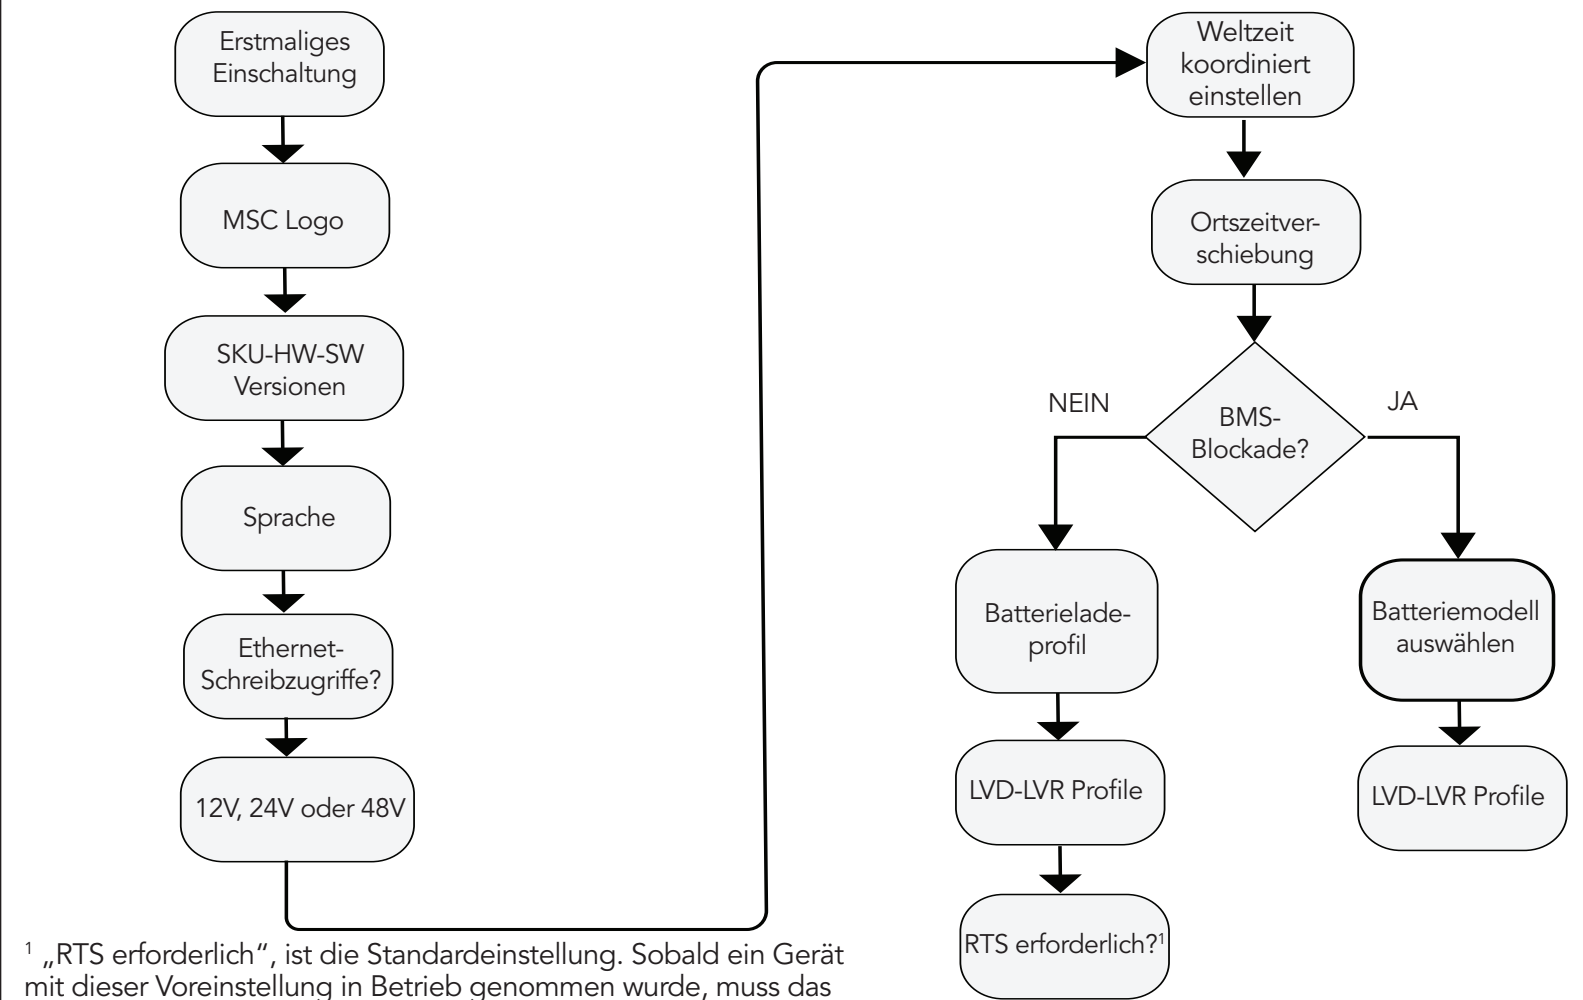 Erstmaliges
Einschaltung
MSC Logo
SKU-HW-SW
Versionen
Sprache
Ethernet-
Schreibzugriffe?
12V, 24V oder 48V
Weltzeit
koordiniert
einstellen
Ortszeitver-
schiebung
BMS-
Blockade?
NEIN
JA
Batterielade-
profil
LVD-LVR Profile
RTS erforderlich?¹
Batteriemodell
auswählen
LVD-LVR Profile
¹ „RTS erforderlich“, ist die Standardeinstellung. Sobald ein Gerät
mit dieser Voreinstellung in Betrieb genommen wurde, muss das